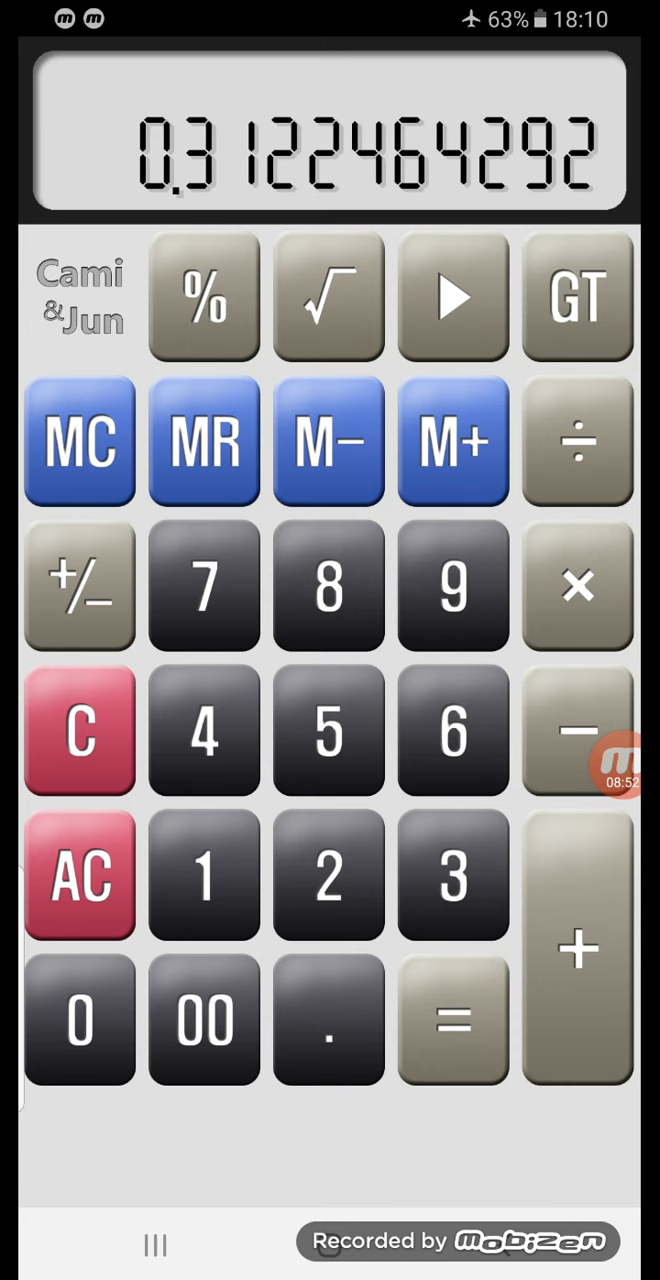 63% 18:10
0.3122464292
Cami
&Jun
% √ ▶ GT
MC MR M− M+ ÷
+/− 7 8 9 ×
C 4 5 6 −
m
08:52
AC 1 2 3
+
0 00 . =
Recorded by mobizen